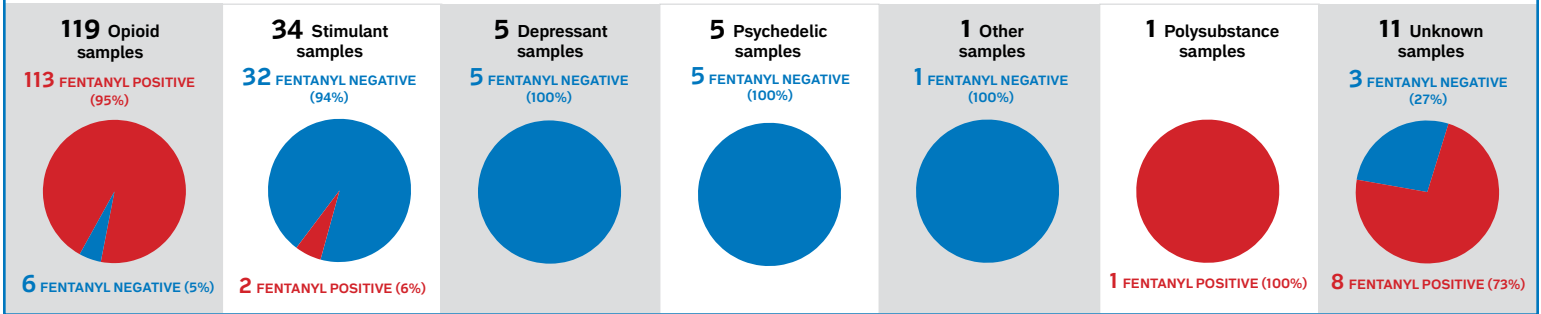 119 Opioid
samples
113 FENTANYL POSITIVE
(95%)
6 FENTANYL NEGATIVE (5%)
34 Stimulant
samples
32 FENTANYL NEGATIVE
(94%)
2 FENTANYL POSITIVE (6%)
5 Depressant
samples
5 FENTANYL NEGATIVE
(100%)
5 Psychedelic
samples
5 FENTANYL NEGATIVE
(100%)
1 Other
samples
1 FENTANYL NEGATIVE
(100%)
1 Polysubstance
samples
1 FENTANYL POSITIVE (100%)
11 Unknown
samples
3 FENTANYL NEGATIVE
(27%)
8 FENTANYL POSITIVE (73%)